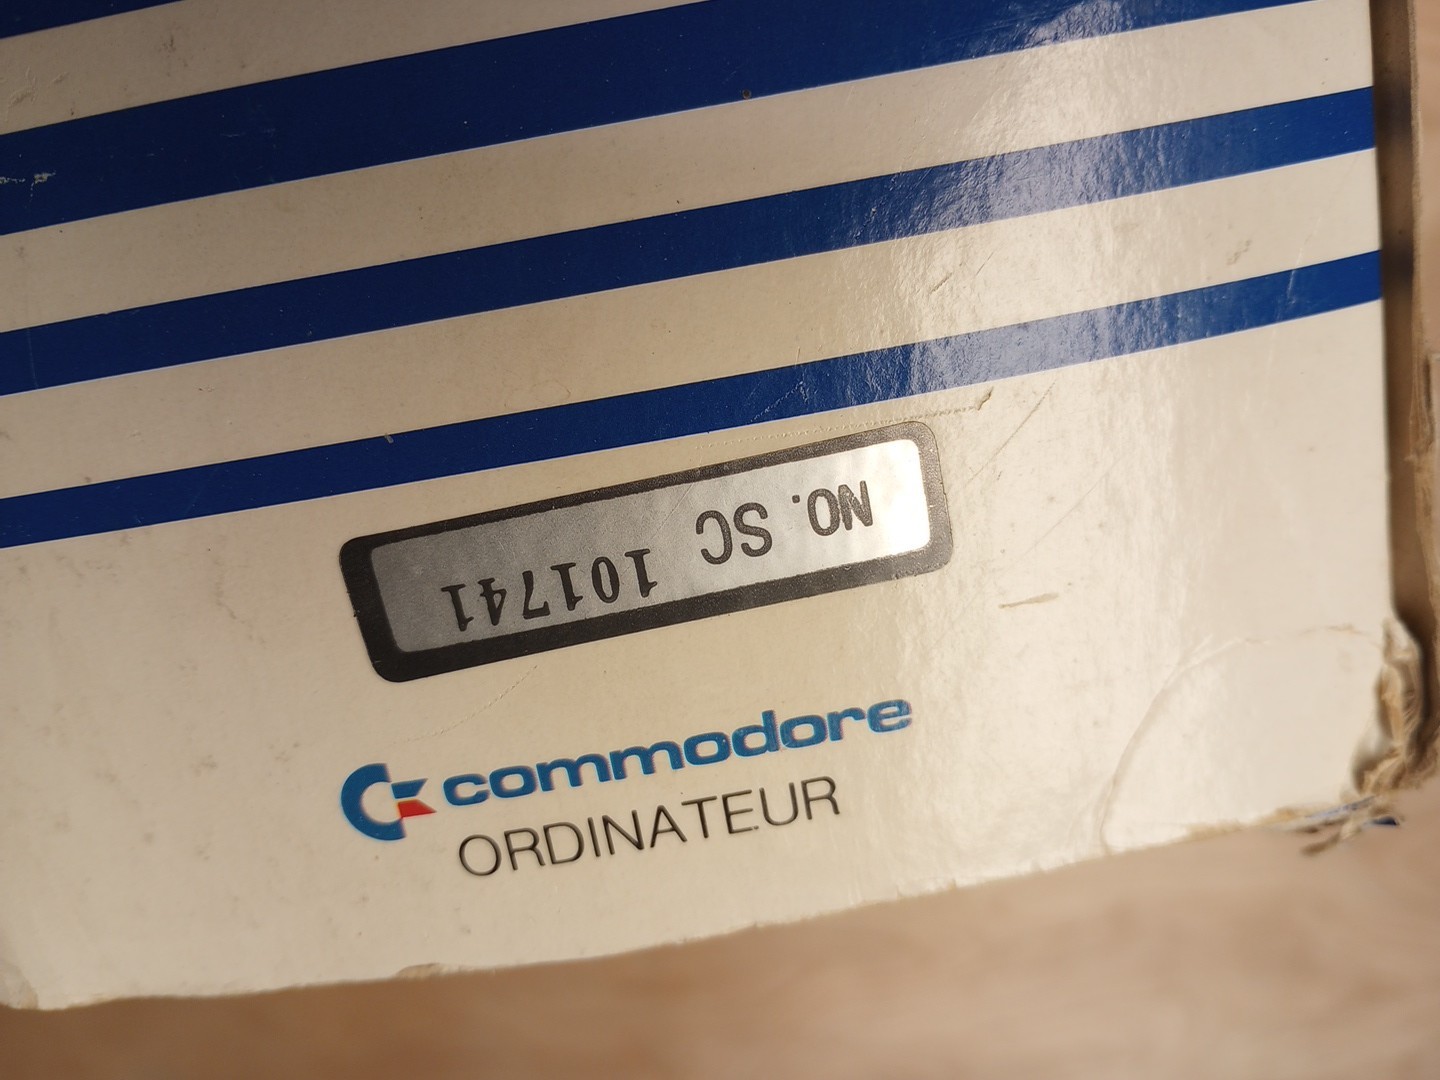 NO. SC 101741
commodore
ORDINATEUR